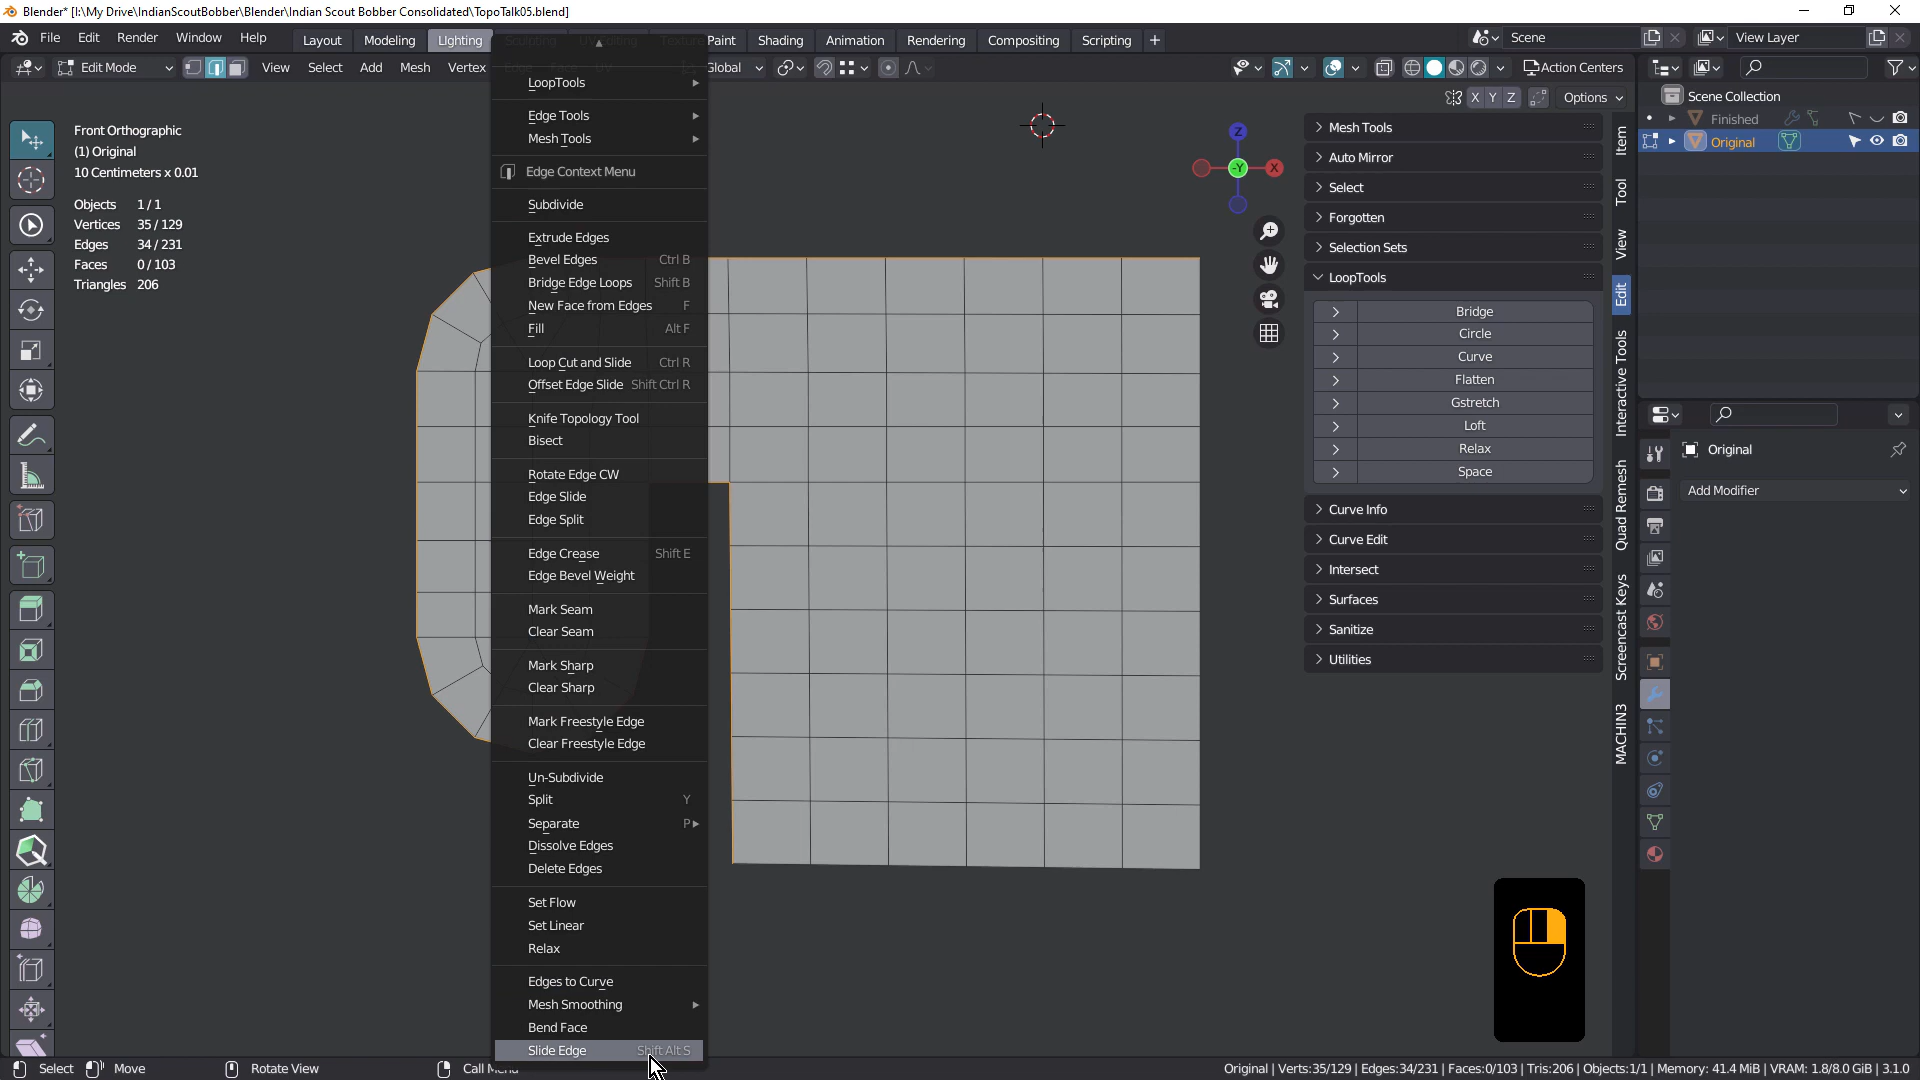 Blender* [I:\My Drive\IndianScoutBobber\Blender\Indian Scout Bobber Consolidated\TopoTalk05.blend]
File Edit Render Window Help Layout Modeling Lighting Paint Shading Animation Rendering Compositing Scripting + Scene View Layer
Edit Mode View Select Add Mesh Vertex Global Action Centers
X Y Z Options
Front Orthographic
(1) Original
10 Centimeters x 0.01
Objects 1/1
Vertices 35/129
Edges 34/231
Faces 0/103
Triangles 206
LoopTools
Edge Tools
Mesh Tools
Edge Context Menu
Subdivide
Extrude Edges
Bevel Edges Ctrl B
Bridge Edge Loops Shift B
New Face from Edges F
Fill Alt F
Loop Cut and Slide Ctrl R
Offset Edge Slide Shift Ctrl R
Knife Topology Tool
Bisect
Rotate Edge CW
Edge Slide
Edge Split
Edge Crease Shift E
Edge Bevel Weight
Mark Seam
Clear Seam
Mark Sharp
Clear Sharp
Mark Freestyle Edge
Clear Freestyle Edge
Un-Subdivide
Split Y
Separate P
Dissolve Edges
Delete Edges
Set Flow
Set Linear
Relax
Edges to Curve
Mesh Smoothing
Bend Face
Slide Edge Shift Alt S
Z
-Y
X
Mesh Tools
Auto Mirror
Select
Forgotten
Selection Sets
LoopTools
Bridge
Circle
Curve
Flatten
Gstretch
Loft
Relax
Space
Curve Info
Curve Edit
Intersect
Surfaces
Sanitize
Utilities
Item
Tool
View
Edit
Interactive Tools
Quad Remesh
Screencast Keys
MACHIN3
Scene Collection
Finished
Original
Original
Add Modifier
Select Move Rotate View Call Menu
Original | Verts:35/129 | Edges:34/231 | Faces:0/103 | Tris:206 | Objects:1/1 | Memory: 41.4 MiB | VRAM: 1.8/8.0 GiB | 3.1.0